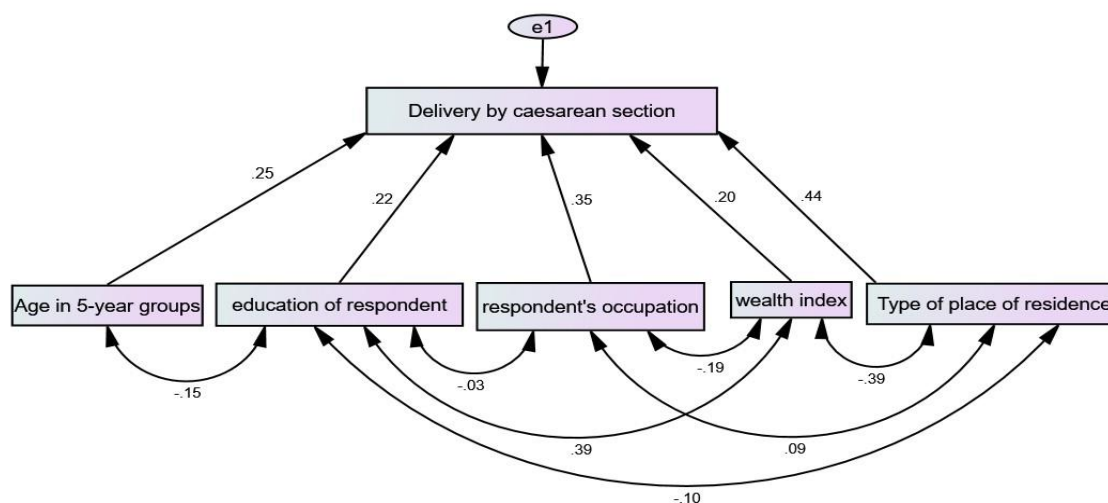 e1
Delivery by caesarean section
.25
.22
.35
.20
.44
Age in 5-year groups
education of respondent
respondent's occupation
wealth index
Type of place of residence
-.15
-.03
-.19
-.39
.39
.09
-.10